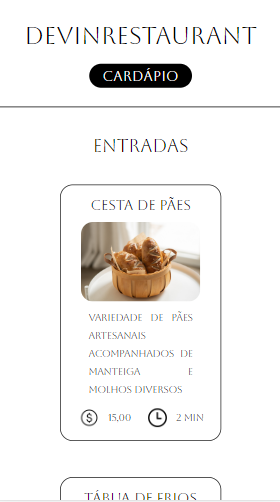 DEVINRESTAURANT
CARDÁPIO
ENTRADAS
CESTA DE PÃES
VARIEDADE DE PÃES
ARTESANAIS
ACOMPANHADOS DE
MANTEIGA E
MOLHOS DIVERSOS
$ 15,00 2 MIN
TÁBUA DE FRIOS